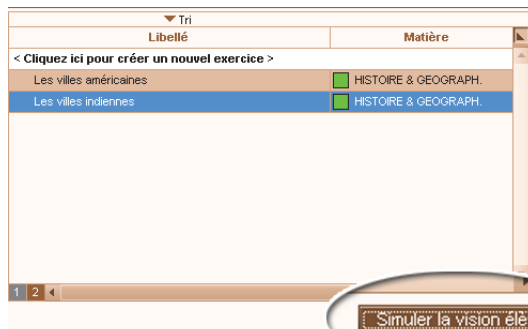 Tri
Libellé Matière
< Cliquez ici pour créer un nouvel exercice >
Les villes américaines HISTOIRE & GEOGRAPH.
Les villes indiennes HISTOIRE & GEOGRAPH.
1 2
Simuler la vision élè